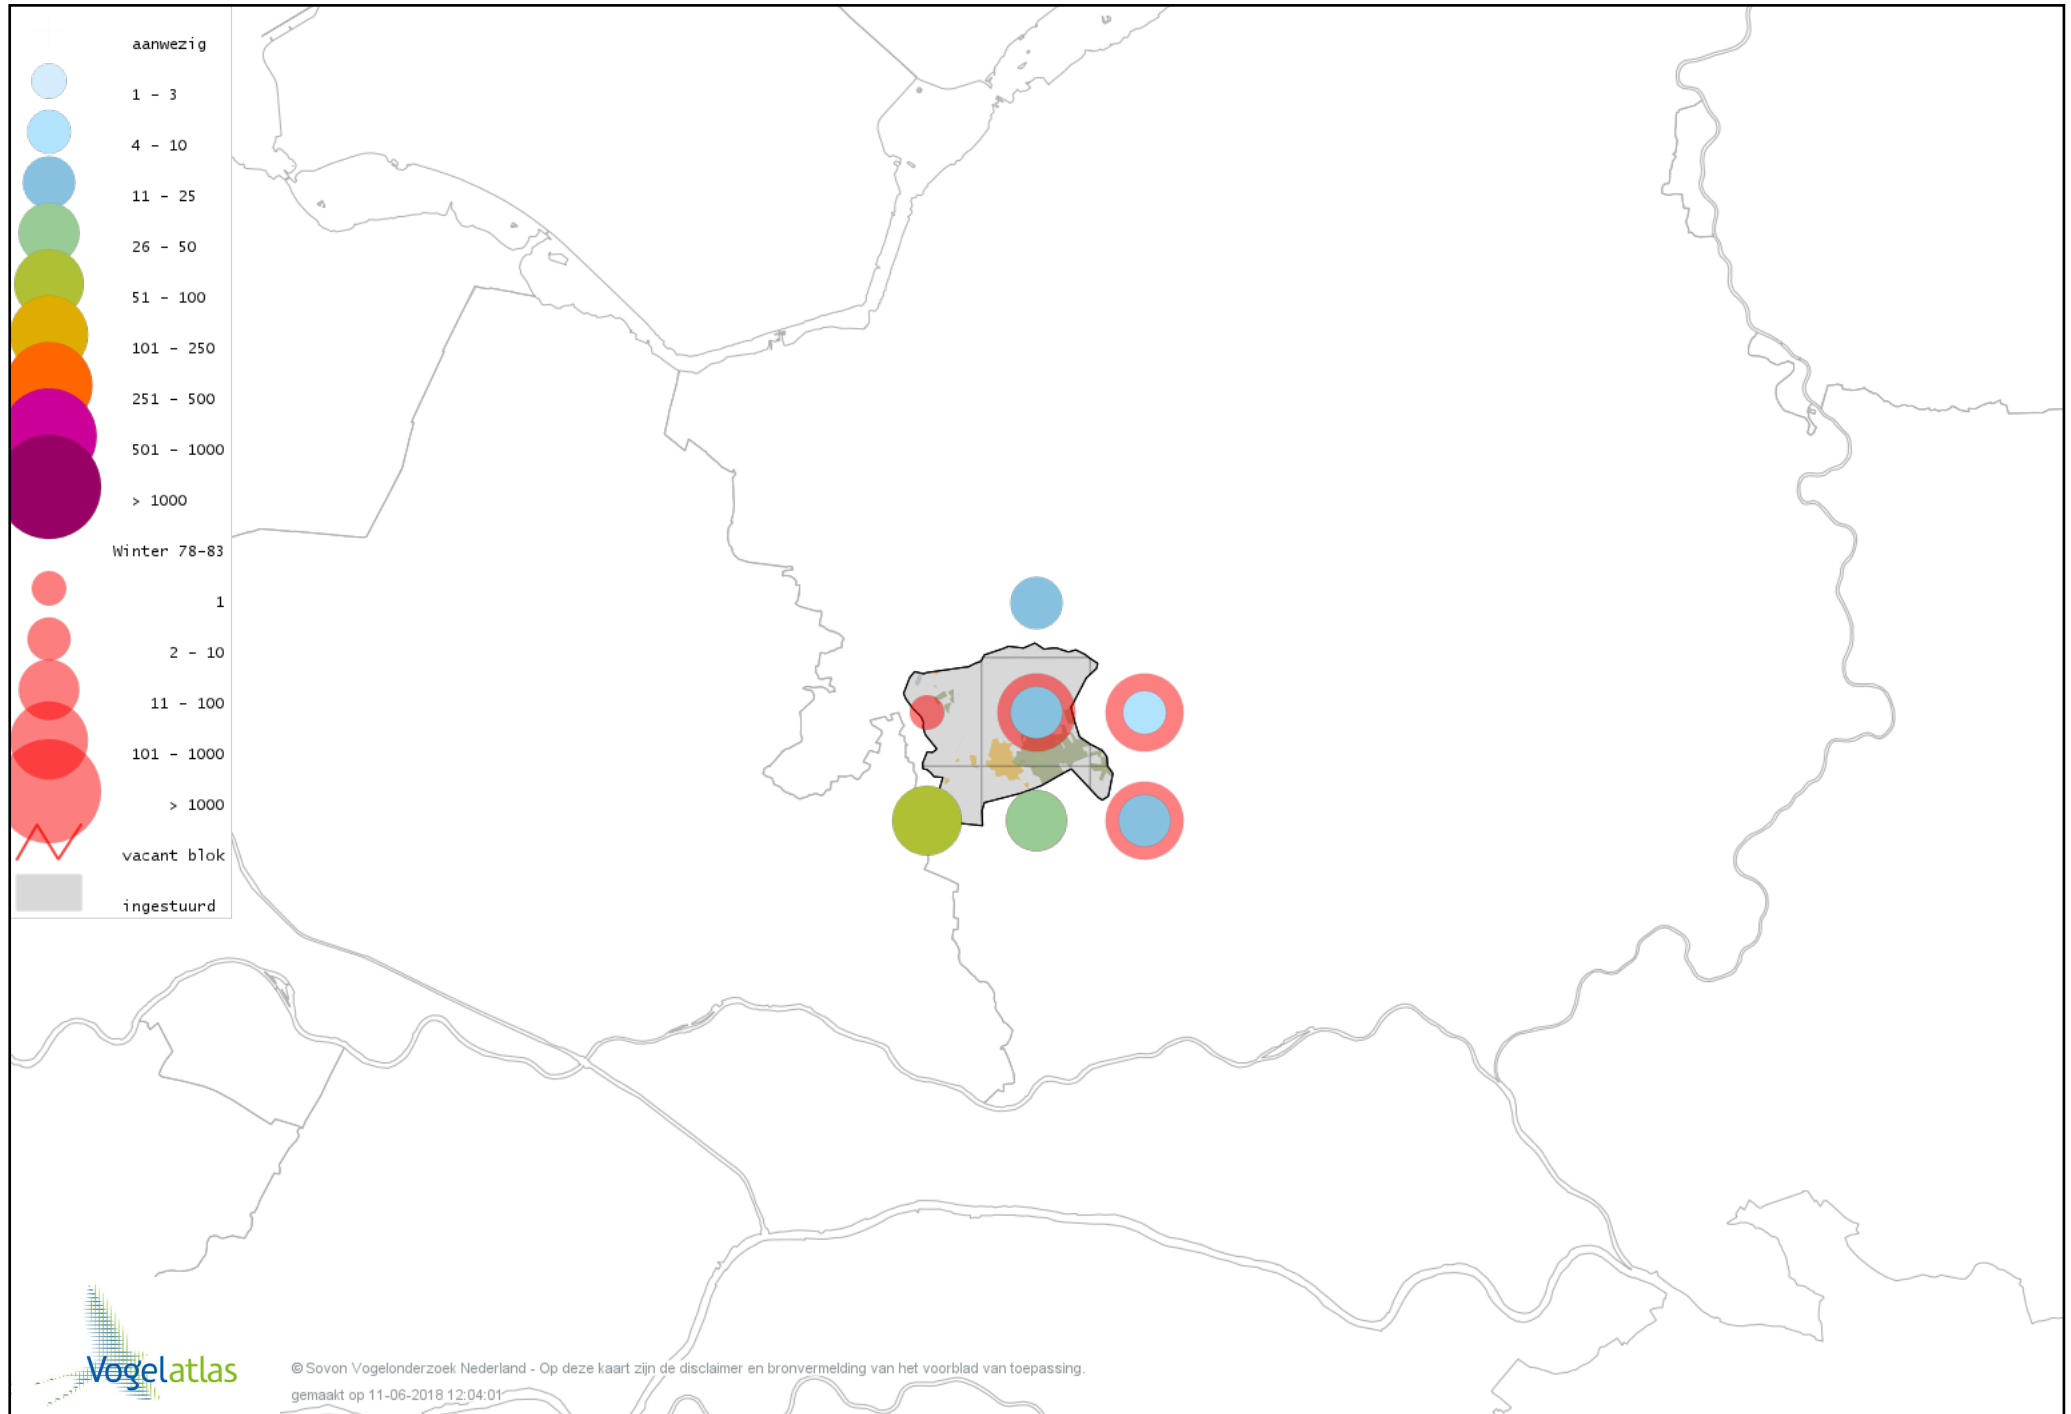 aanwezig
1 - 3
4 - 10
11 - 25
26 - 50
51 - 100
101 - 250
251 - 500
501 - 1000
> 1000
Winter 78-83
1
2 - 10
11 - 100
101 - 1000
> 1000
vacant blok
ingestuurd
Vogelatlas
© Sovon Vogelonderzoek Nederland - Op deze kaart zijn de disclaimer en bronvermelding van het voorblad van toepassing.
gemaakt op 11-06-2018 12:04:01